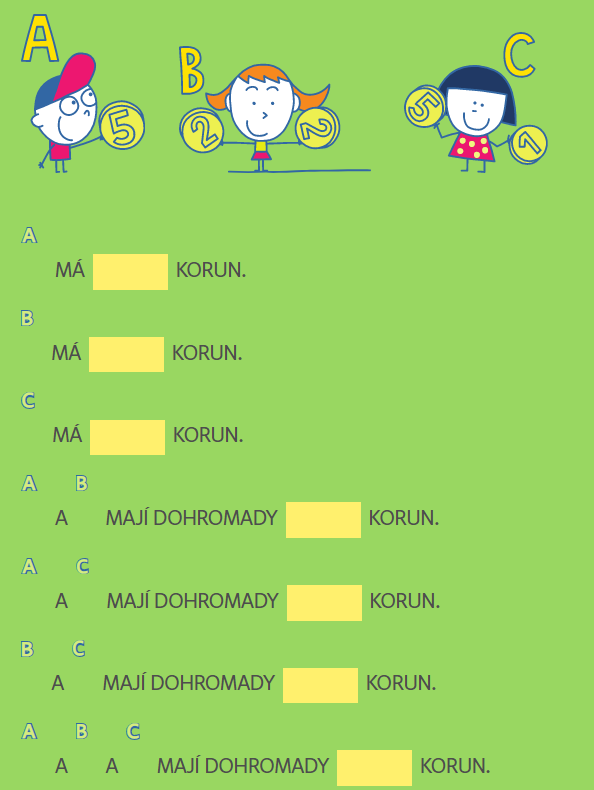 A
B
C
5
2
2
5
1
A
MÁ KORUN.
B
MÁ KORUN.
C
MÁ KORUN.
A B
A MAJÍ DOHROMADY KORUN.
A C
A MAJÍ DOHROMADY KORUN.
B C
A MAJÍ DOHROMADY KORUN.
A B C
A A MAJÍ DOHROMADY KORUN.